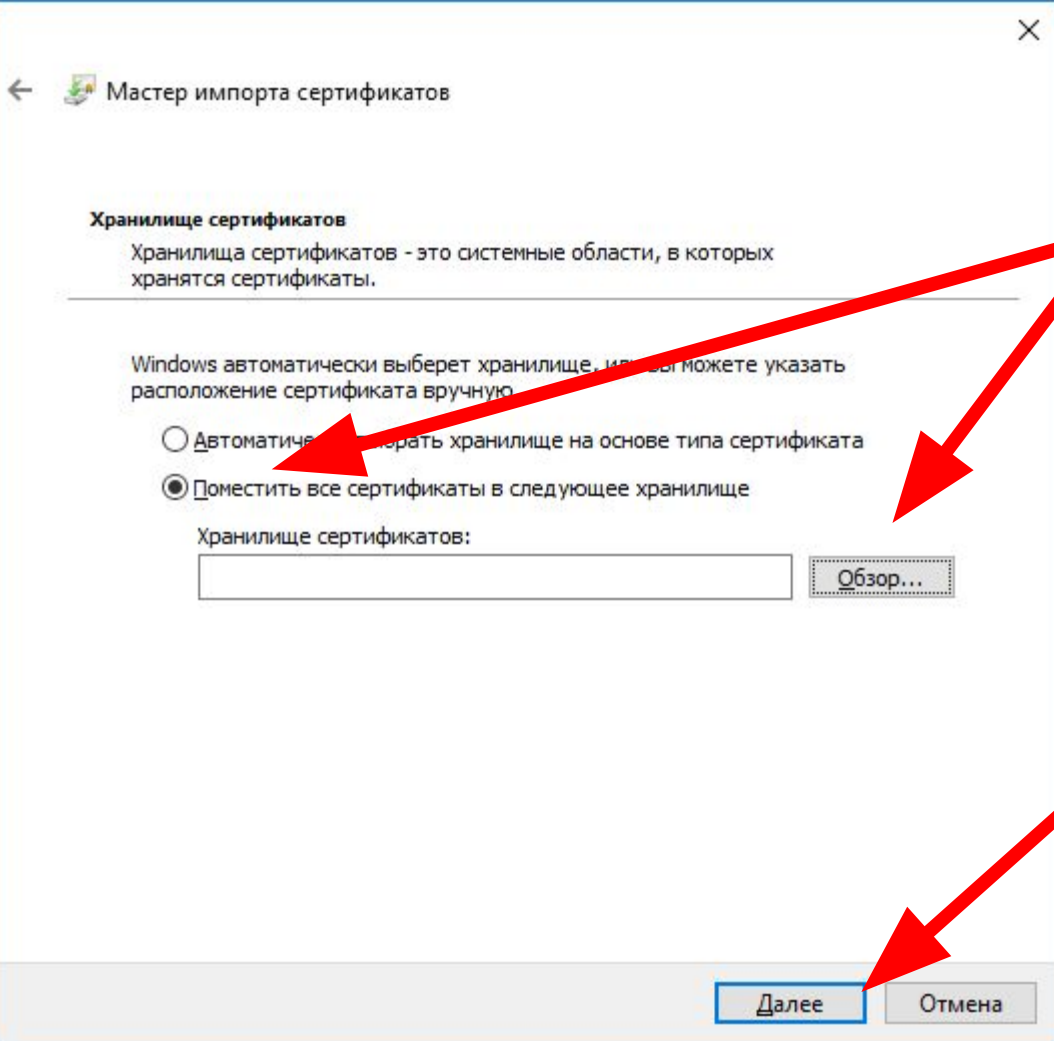 Мастер импорта сертификатов
Хранилище сертификатов
Хранилища сертификатов - это системные области, в которых
хранятся сертификаты.
Windows автоматически выберет хранилище, или вы можете указать
расположение сертификата вручную.
Автоматически выбрать хранилище на основе типа сертификата
Поместить все сертификаты в следующее хранилище
Хранилище сертификатов:
Обзор...
Далее
Отмена